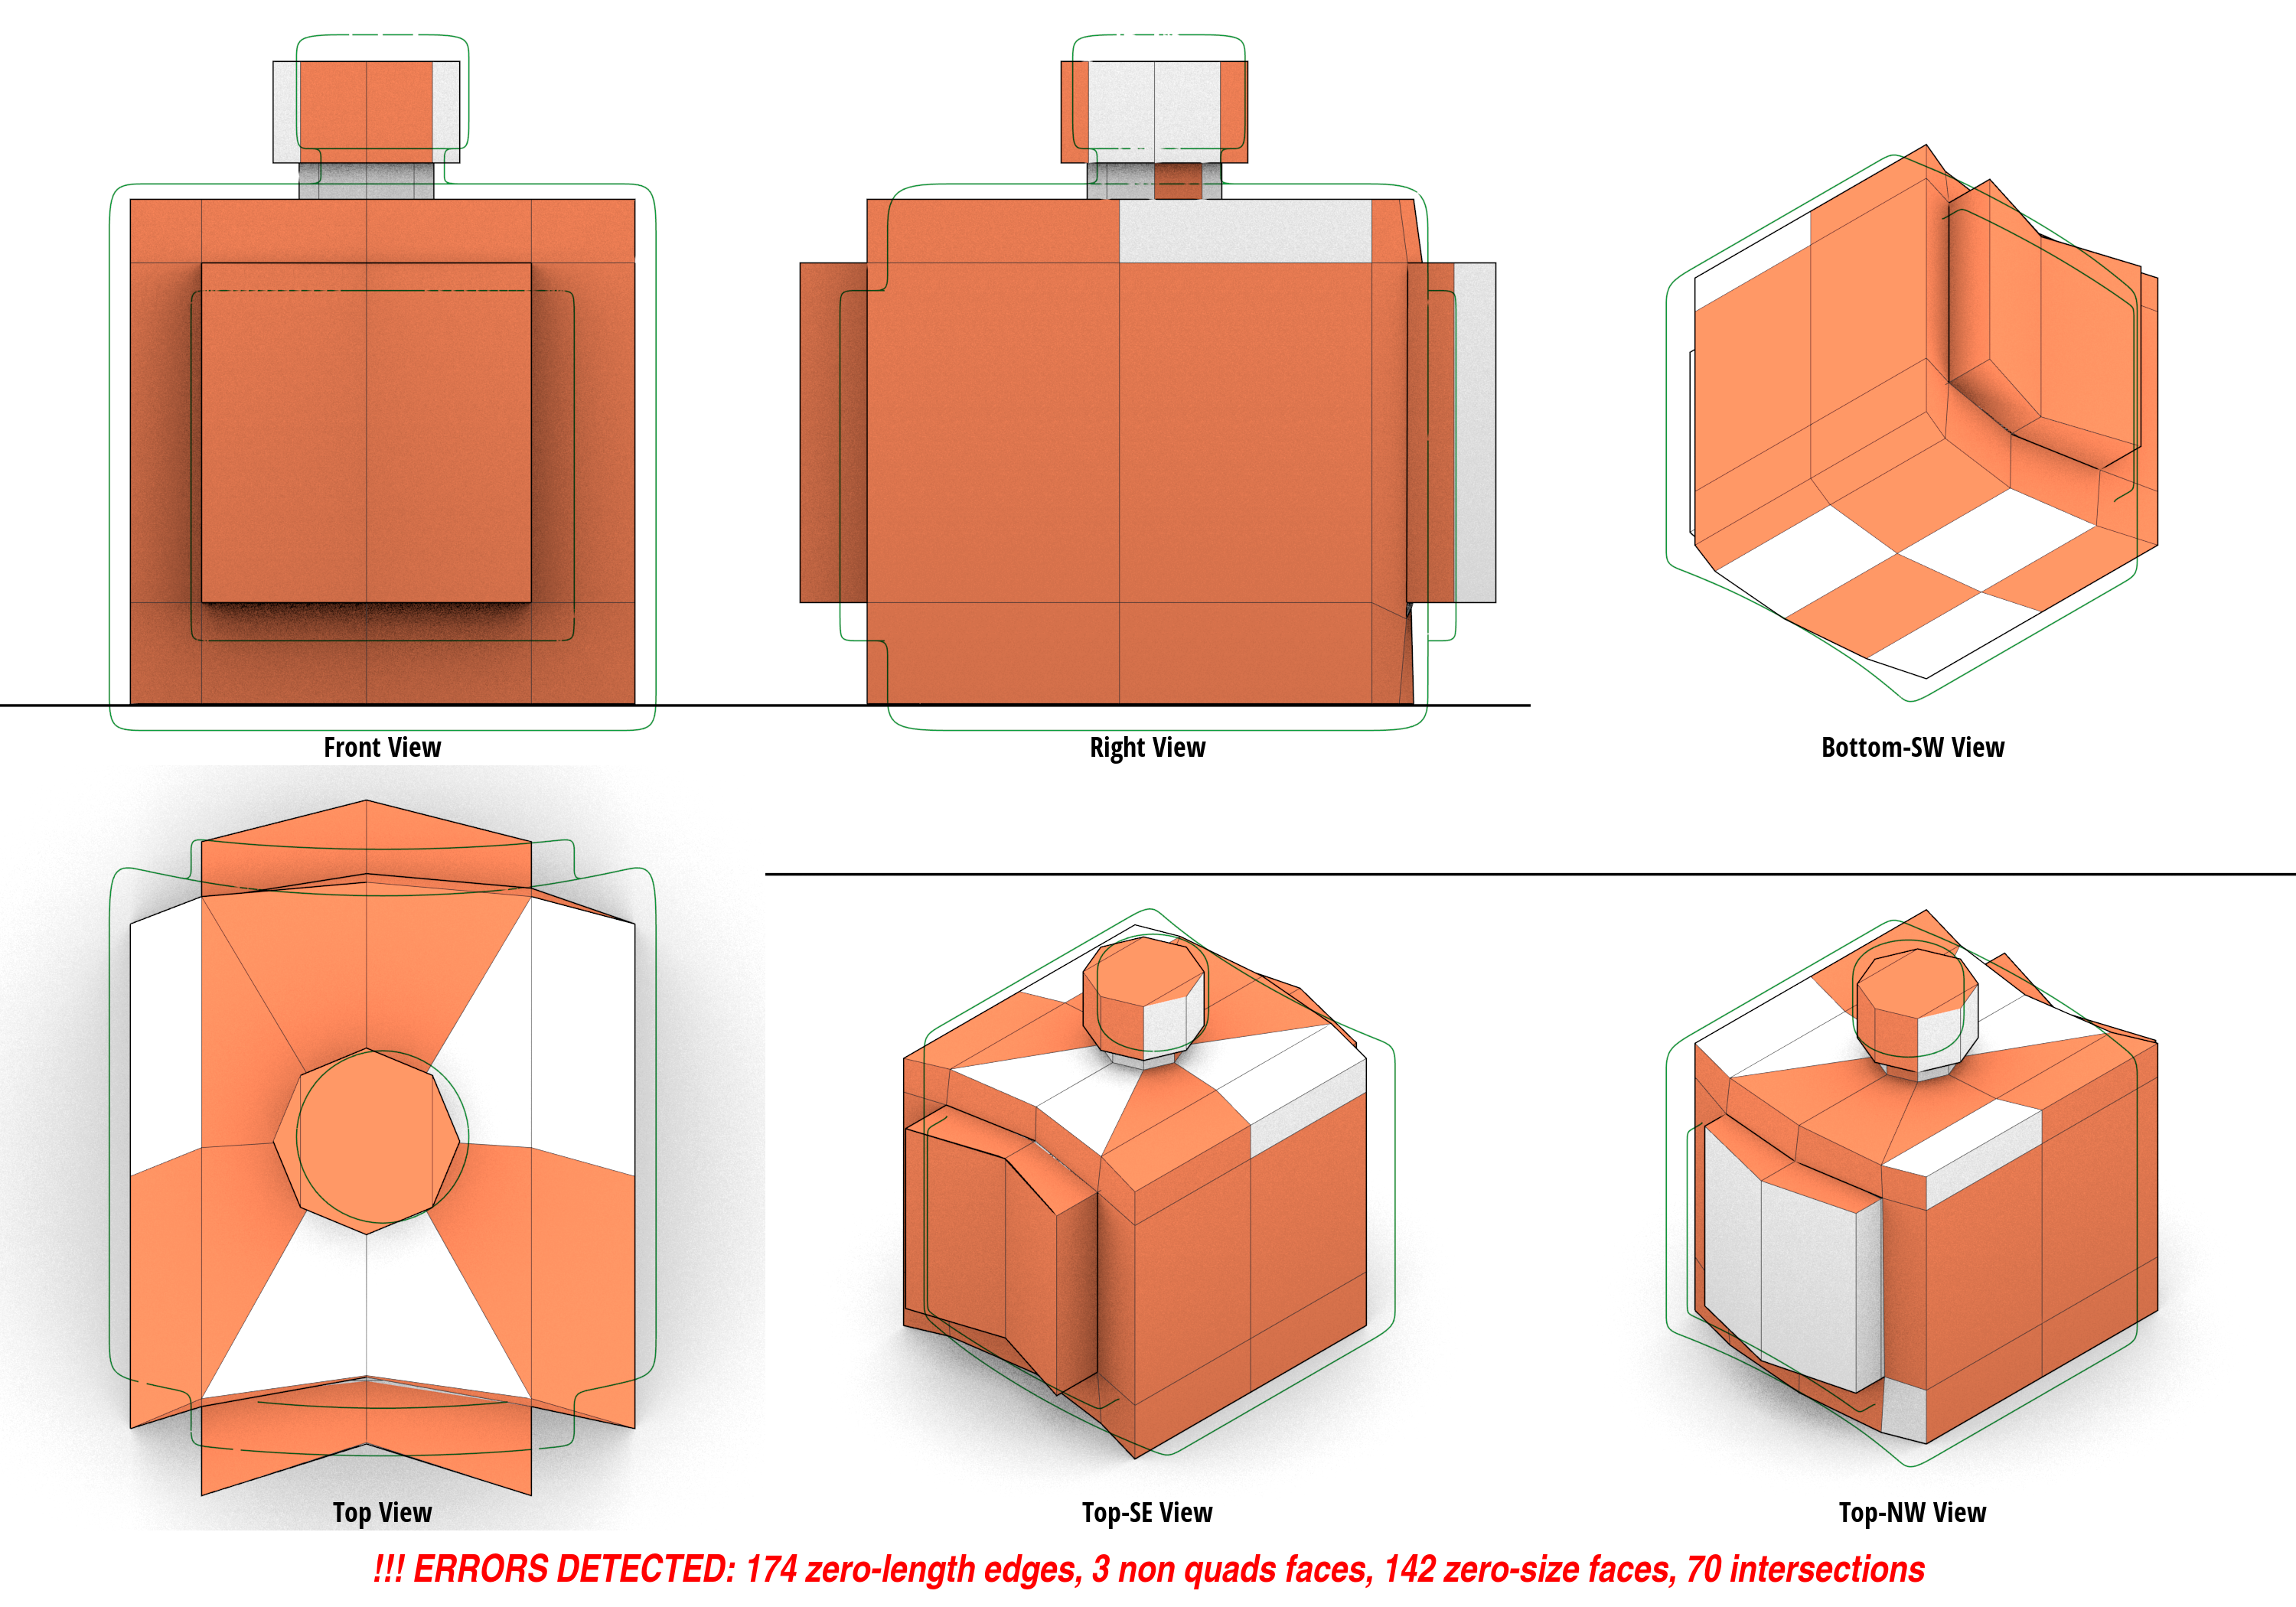 Front View
Right View
Bottom-SW View
Top View
Top-SE View
Top-NW View
!!! ERRORS DETECTED: 174 zero-length edges, 3 non quads faces, 142 zero-size faces, 70 intersections